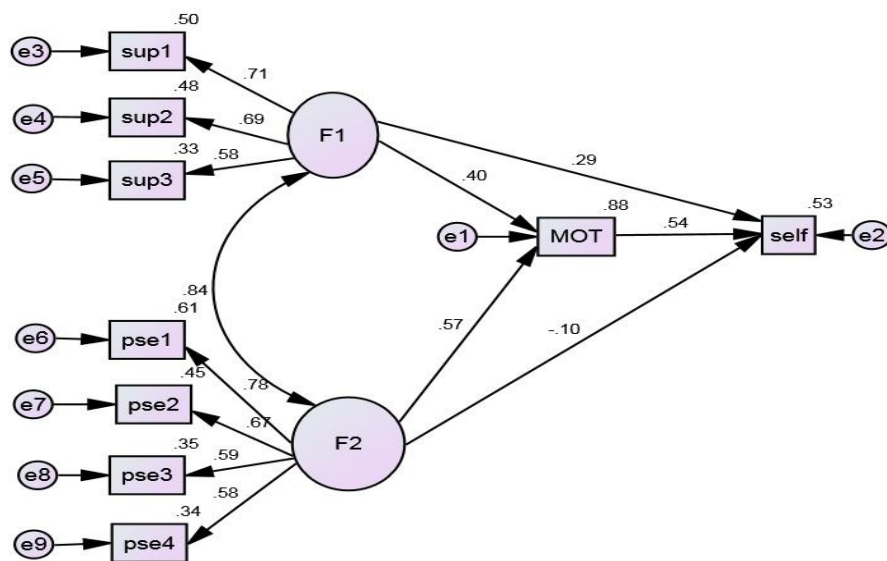 .50
e3 sup1
.71
.48
e4 sup2
.69
F1
.33
e5 sup3
.58
.29
.40
.88
.53
e1 MOT
.54
self e2
.84
.61
e6 pse1
.57
-.10
.45
.78
e7 pse2
.67
F2
.35
.59
e8 pse3
.58
.34
e9 pse4